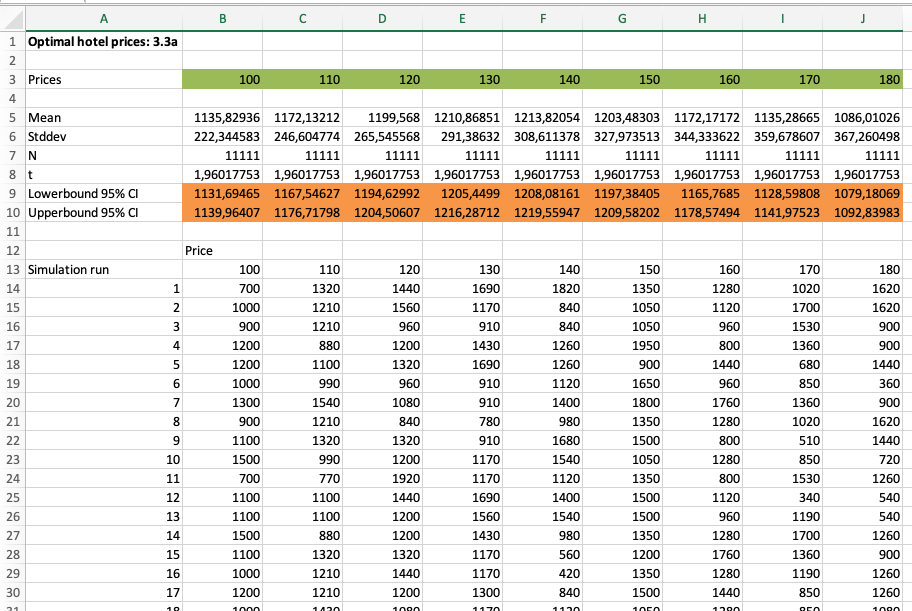 A B C D E F G H I J
1 Optimal hotel prices: 3.3a
2
3 Prices 100 110 120 130 140 150 160 170 180
4
5 Mean 1135,82936 1172,13212 1199,568 1210,86851 1213,82054 1203,48303 1172,17172 1135,28665 1086,01026
6 Stddev 222,344583 246,604774 265,545568 291,38632 308,611378 327,973513 344,333622 359,678607 367,260498
7 N 11111 11111 11111 11111 11111 11111 11111 11111 11111
8 t 1,96017753 1,96017753 1,96017753 1,96017753 1,96017753 1,96017753 1,96017753 1,96017753 1,96017753
9 Lowerbound 95% CI 1131,69465 1167,54627 1194,62992 1205,4499 1208,08161 1197,38405 1165,7685 1128,59808 1079,18069
10 Upperbound 95% CI 1139,96407 1176,71798 1204,50607 1216,28712 1219,55947 1209,58202 1178,57494 1141,97523 1092,83983
11
12 Price
13 Simulation run 100 110 120 130 140 150 160 170 180
14 1 700 1320 1440 1690 1820 1350 1280 1020 1620
15 2 1000 1210 1560 1170 840 1050 1120 1700 1620
16 3 900 1210 960 910 840 1050 960 1530 900
17 4 1200 880 1200 1430 1260 1950 800 1360 900
18 5 1200 1100 1320 1690 1260 900 1440 680 1440
19 6 1000 990 960 910 1120 1650 960 850 360
20 7 1300 1540 1080 910 1400 1800 1760 1360 900
21 8 900 1210 840 780 980 1350 1280 1020 1620
22 9 1100 1320 1320 910 1680 1500 800 510 1440
23 10 1500 990 1200 1170 1540 1050 1280 850 720
24 11 700 770 1920 1170 1120 1350 800 1530 1260
25 12 1100 1100 1440 1690 1400 1500 1120 340 540
26 13 1100 1100 1200 1560 1540 1500 960 1190 540
27 14 1500 880 1200 1430 980 1350 1280 1700 1260
28 15 1100 1320 1320 1170 560 1200 1760 1360 900
29 16 1000 1210 1440 1170 420 1350 1280 1190 1260
30 17 1200 1210 1200 1300 840 1500 1440 850 1260